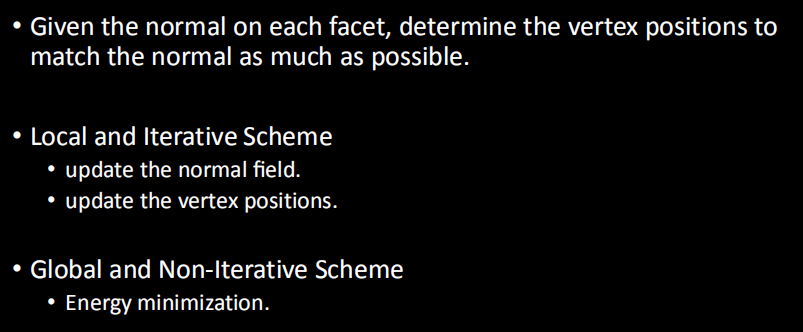 • Given the normal on each facet, determine the vertex positions to
match the normal as much as possible.
• Local and Iterative Scheme
• update the normal field.
• update the vertex positions.
• Global and Non-Iterative Scheme
• Energy minimization.